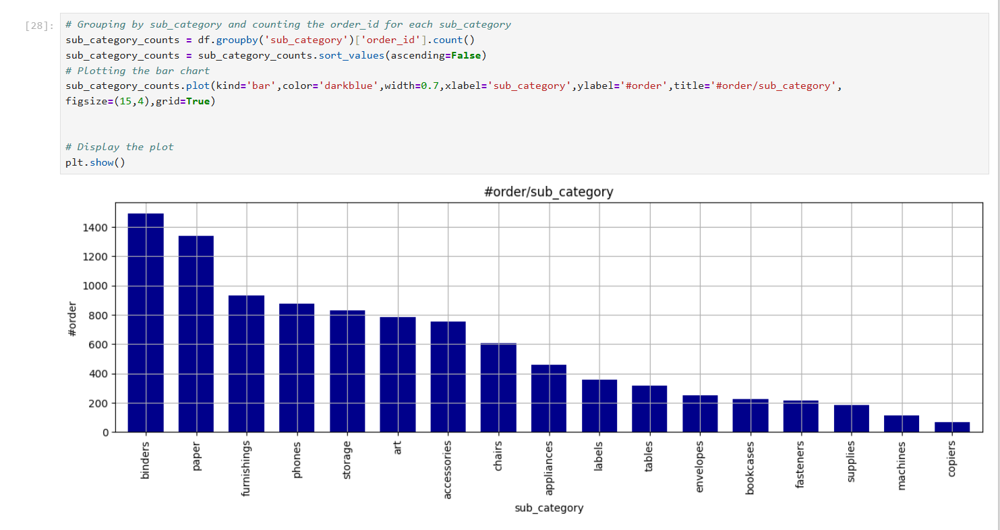 [28]:
# Grouping by sub_category and counting the order_id for each sub_category
sub_category_counts = df.groupby('sub_category')['order_id'].count()
sub_category_counts = sub_category_counts.sort_values(ascending=False)
# Plotting the bar chart
sub_category_counts.plot(kind='bar',color='darkblue',width=0.7,xlabel='sub_category',ylabel='#order',title='#order/sub_category',
figsize=(15,4),grid=True)
# Display the plot
plt.show()
#order/sub_category
1400
1200
1000
800
600
400
200
0
#order
binders
paper
furnishings
phones
storage
art
accessories
chairs
appliances
labels
tables
envelopes
bookcases
fasteners
supplies
machines
copiers
sub_category